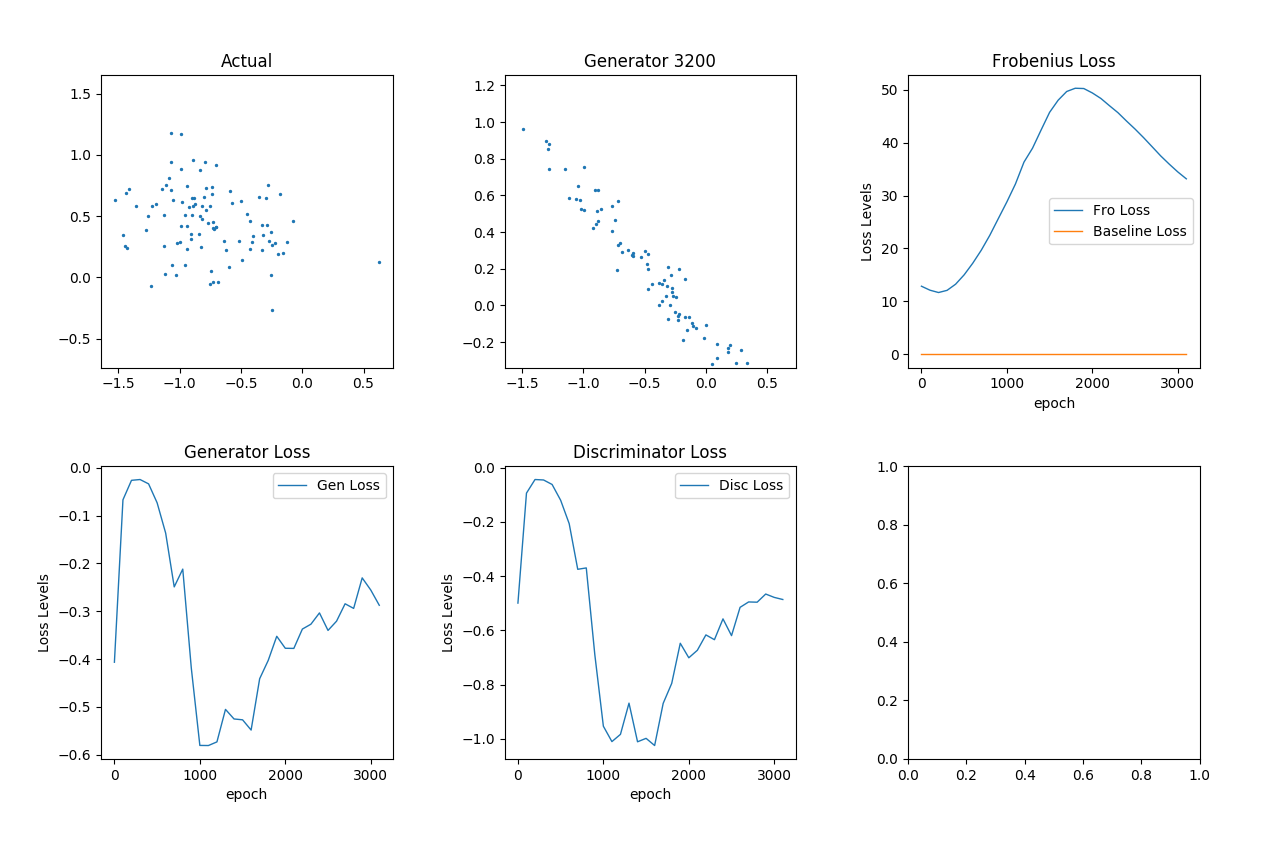 Actual
1.5
1.0
0.5
0.0
−0.5
−1.5 −1.0 −0.5 0.0 0.5
Generator 3200
1.2
1.0
0.8
0.6
0.4
0.2
0.0
−0.2
−1.5 −1.0 −0.5 0.0 0.5
Frobenius Loss
Loss Levels
50
40
30
20
10
0
Fro Loss
Baseline Loss
0 1000 2000 3000
epoch
Generator Loss
Loss Levels
0.0
−0.1
−0.2
−0.3
−0.4
−0.5
−0.6
Gen Loss
0 1000 2000 3000
epoch
Discriminator Loss
Loss Levels
0.0
−0.2
−0.4
−0.6
−0.8
−1.0
Disc Loss
0 1000 2000 3000
epoch
1.0
0.8
0.6
0.4
0.2
0.0
0.0 0.2 0.4 0.6 0.8 1.0